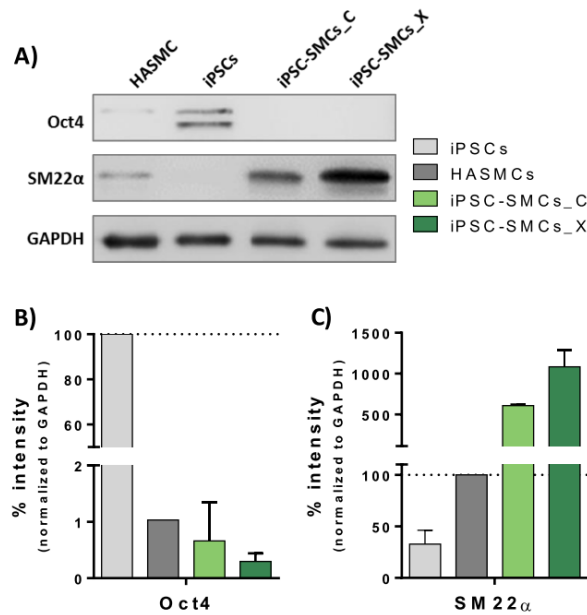 A)
HASMC
iPSCs
iPSC-SMCs_C
iPSC-SMCs_X
Oct4
SM22α
GAPDH
iPSCs
HASMCs
iPSC-SMCs_C
iPSC-SMCs_X
B)
% intensity
(normalized to GAPDH)
100
80
60
2
1
0
Oct4
C)
% intensity
(normalized to GAPDH)
1500
1000
500
100
50
0
SM22α